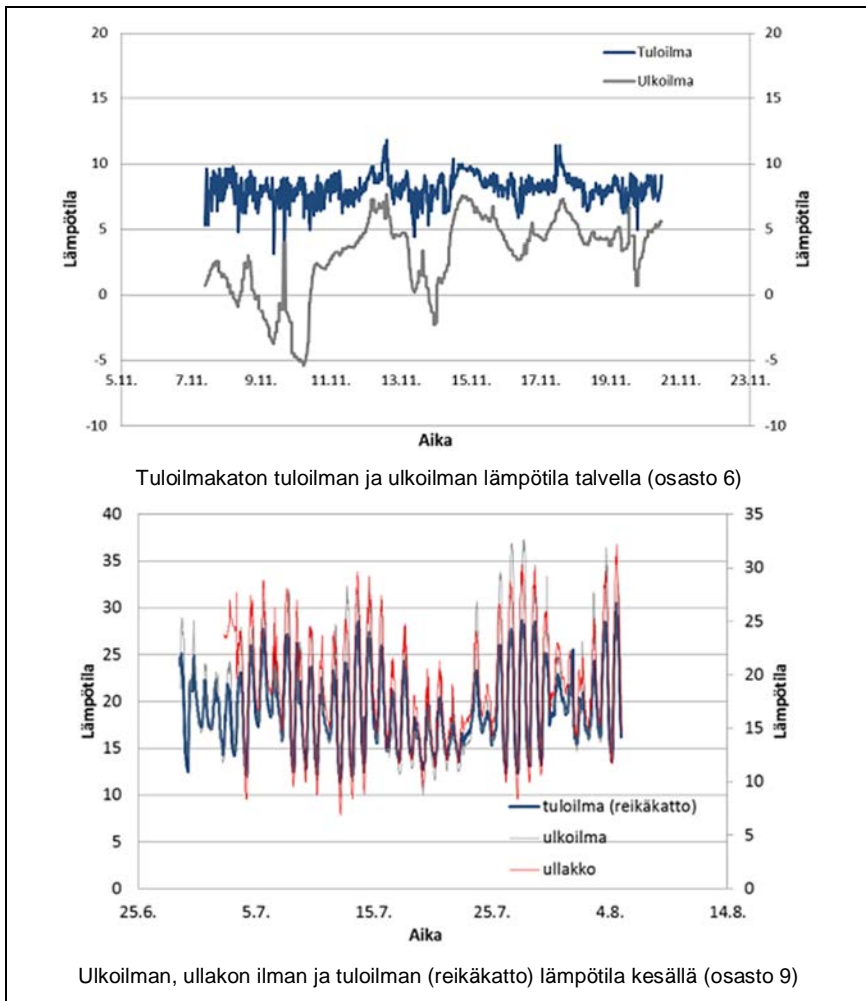 20 20
Tuloilma
Ulkoilma
15 15
10 10
5 5
0 0
-5 -5
-10 -10
Lämpötila
Lämpötila
5.11. 7.11. 9.11. 11.11. 13.11. 15.11. 17.11. 19.11. 21.11. 23.11.
Aika
Tuloilmakaton tuloilman ja ulkoilman lämpötila talvella (osasto 6)
40 35
35 30
30 25
25 20
20 15
15 10
10 5
5 0
0
Lämpötila
Lämpötila
tuloilma (reikäkatto)
ulkoilma
ullakko
25.6. 5.7. 15.7. 25.7. 4.8. 14.8.
Aika
Ulkoilman, ullakon ilman ja tuloilman (reikäkatto) lämpötila kesällä (osasto 9)